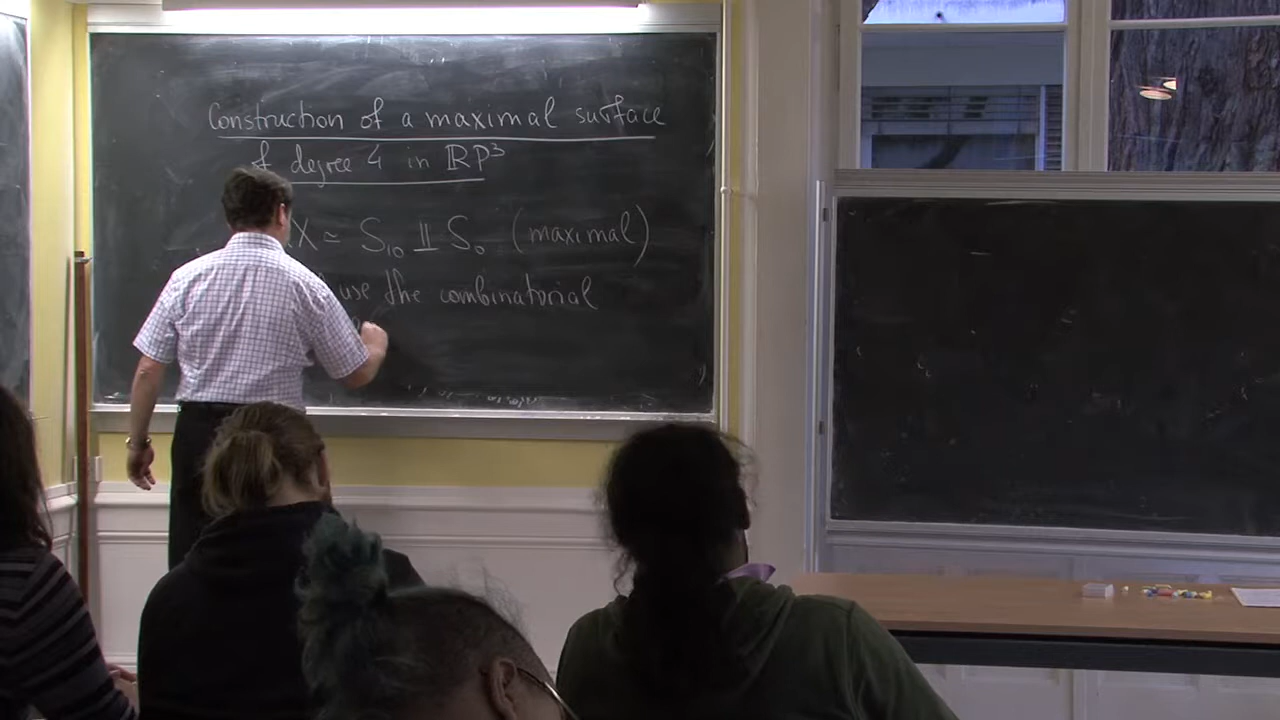 Construction of a maximal surface
of degree 4 in ℝP³
X ≃ S₁₀ ⨿ S₀ (maximal)
use the combinatorial